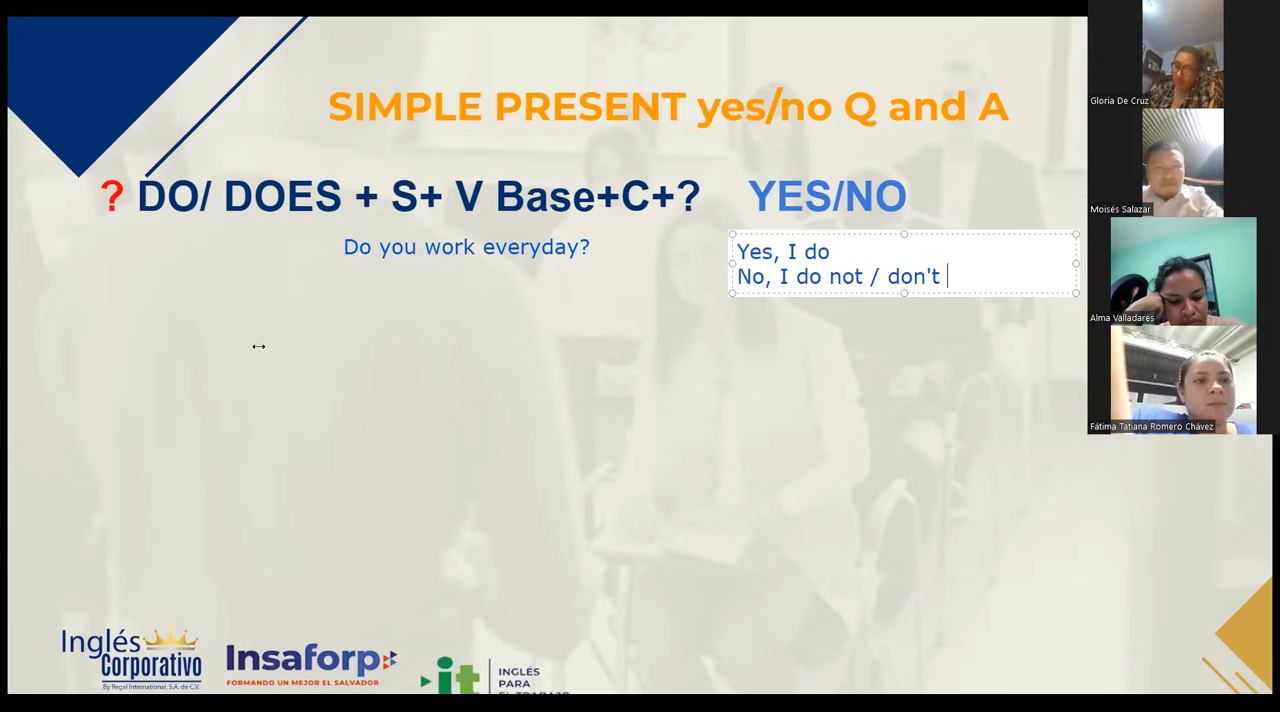 SIMPLE PRESENT yes/no Q and A
? DO/ DOES + S+ V Base+C+?
YES/NO
Do you work everyday?
Yes, I do
No, I do not / don't
Gloria De Cruz
Moisés Salazar
Alma Valladares
Fátima Tatiana Romero Chávez
Inglés
Corporativo
By Regal International, S.A. de C.V.
Insaforp
FORMANDO UN MEJOR EL SALVADOR
it
INGLÉS
PARA
EL TRABAJO